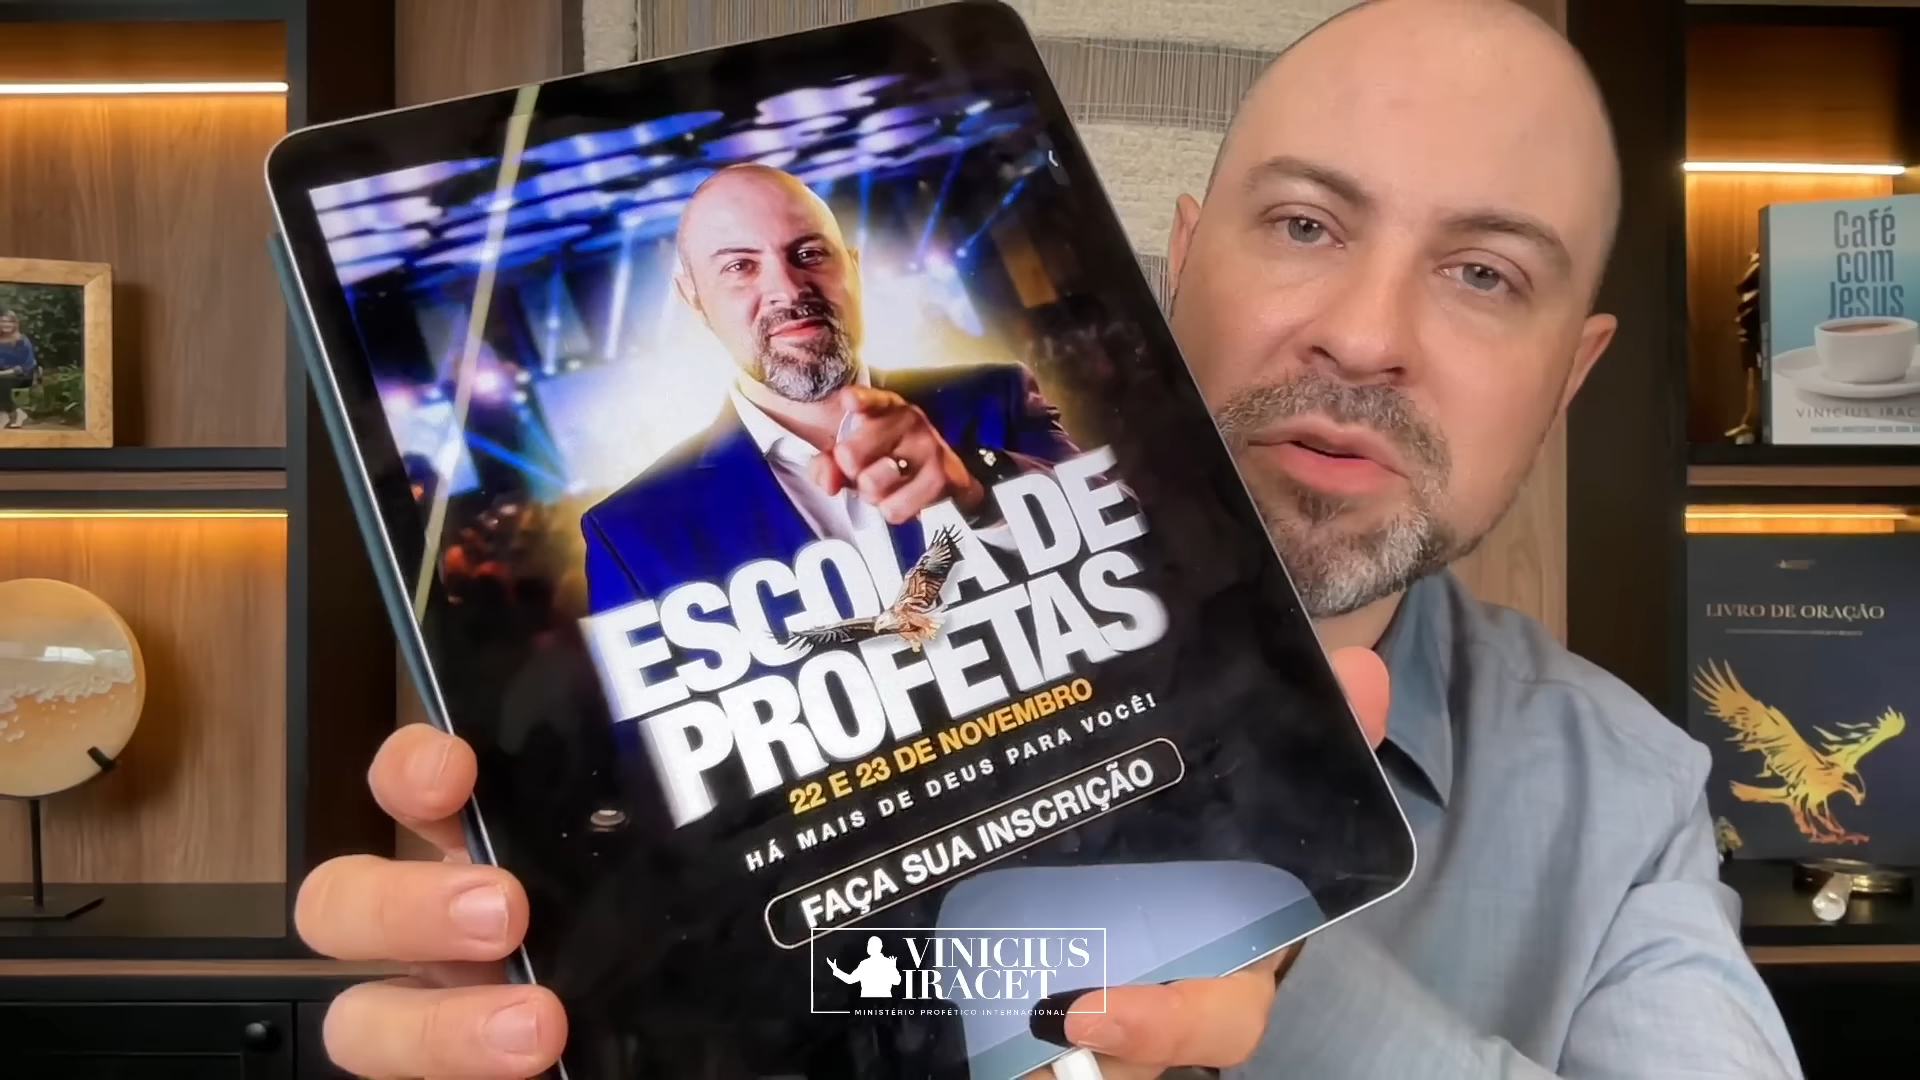 ESCOLA DE
PROFETAS
22 E 23 DE NOVEMBRO
HÁ MAIS DE DEUS PARA VOCÊ!
FAÇA SUA INSCRIÇÃO
VINICIUS
IRACET
MINISTÉRIO PROFÉTICO INTERNACIONAL
Café
com
Jesus
VINICIUS IRAC
LIVRO DE ORAÇÃO